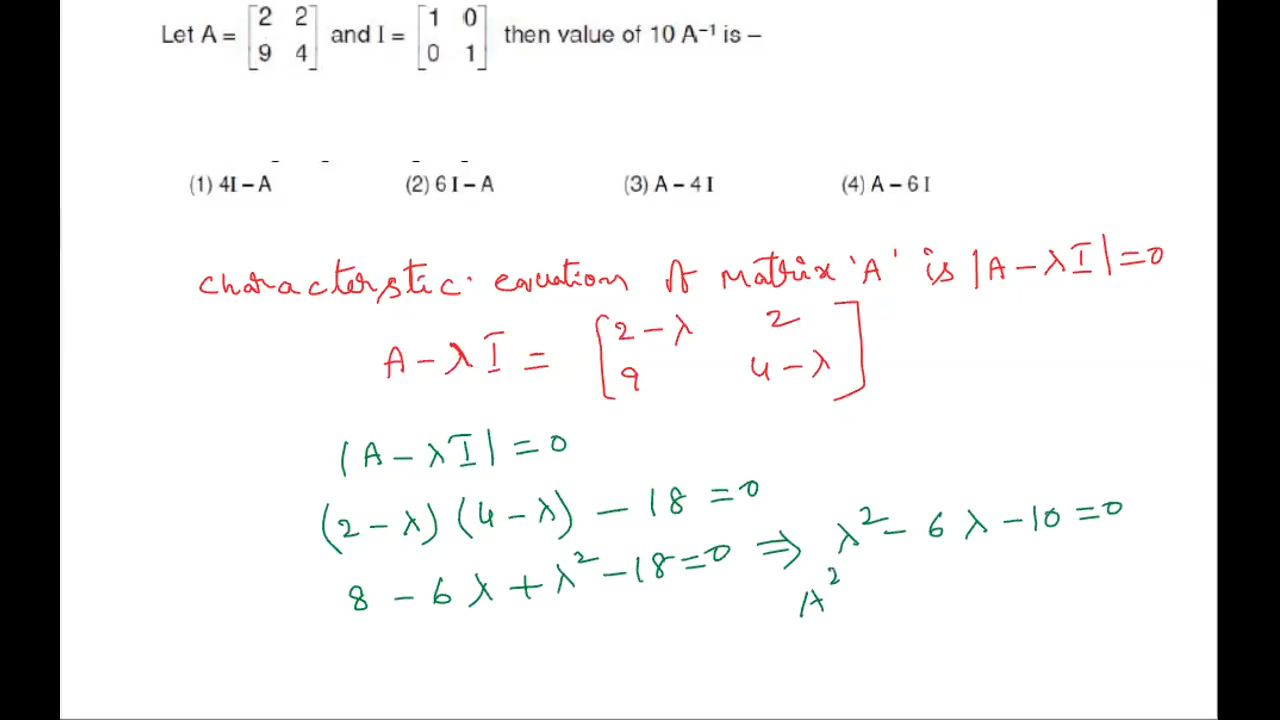 Let A = [2 2; 9 4] and I = [1 0; 0 1] then value of 10 A⁻¹ is –
(1) 4I – A (2) 6 I – A (3) A – 4 I (4) A – 6 I
characterstic. equation of matrix 'A' is |A – λI| = 0
A – λI = [2 – λ 2; 9 4 – λ]
|A – λI| = 0
(2 – λ) (4 – λ) – 18 = 0
8 – 6λ + λ² – 18 = 0 ⇒ λ² – 6λ – 10 = 0
A²